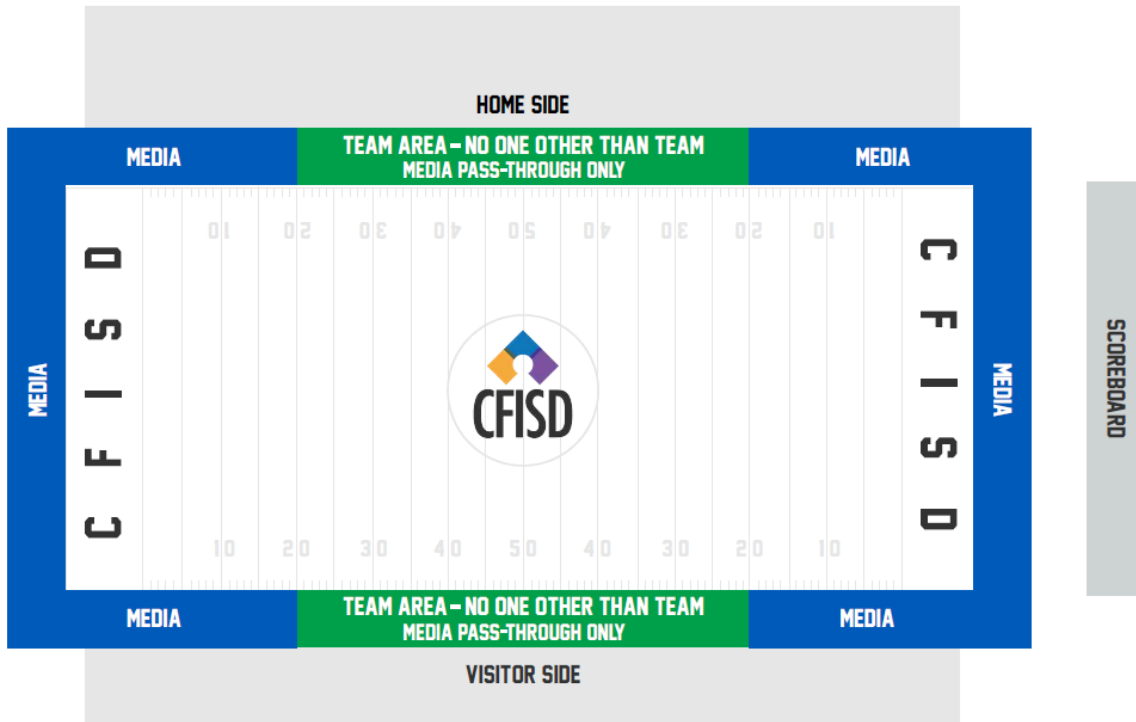 HOME SIDE
MEDIA
TEAM AREA – NO ONE OTHER THAN TEAM
MEDIA PASS-THROUGH ONLY
MEDIA
10 20 30 40 50 40 30 20 10
CFISD
MEDIA
CFISD
CFISD
MEDIA
SCOREBOARD
10 20 30 40 50 40 30 20 10
MEDIA
TEAM AREA – NO ONE OTHER THAN TEAM
MEDIA PASS-THROUGH ONLY
MEDIA
VISITOR SIDE